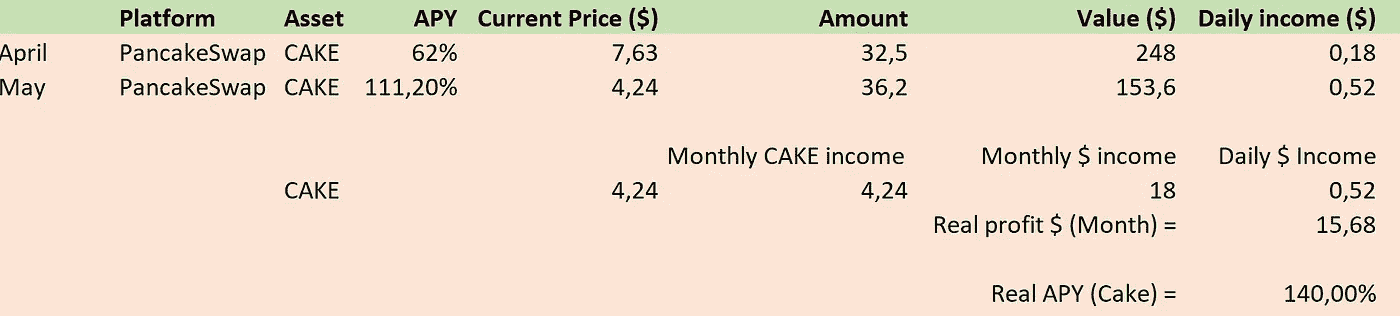 Platform Asset APY Current Price ($) Amount Value ($) Daily income ($)
April PancakeSwap CAKE 62% 7,63 32,5 248 0,18
May PancakeSwap CAKE 111,20% 4,24 36,2 153,6 0,52
Monthly CAKE income Monthly $ income Daily $ Income
CAKE 4,24 4,24 18 0,52
Real profit $ (Month) = 15,68
Real APY (Cake) = 140,00%